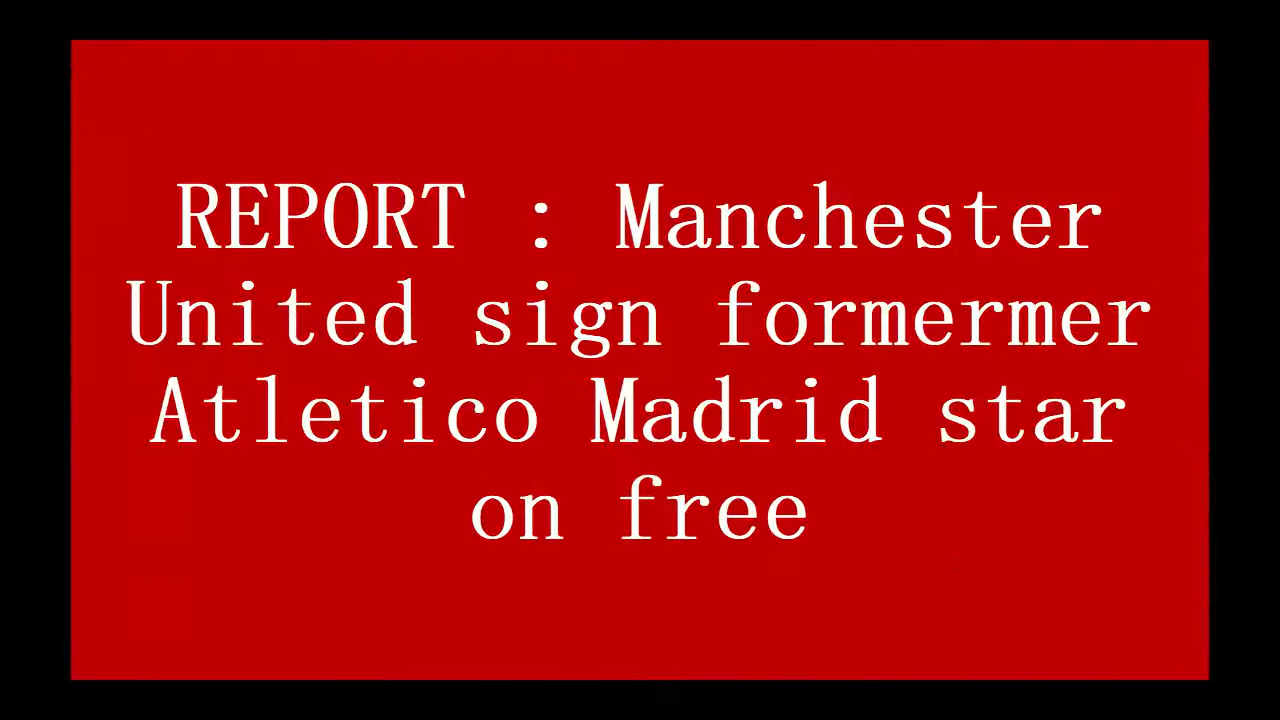 REPORT : Manchester
United sign formermer
Atletico Madrid star
on free